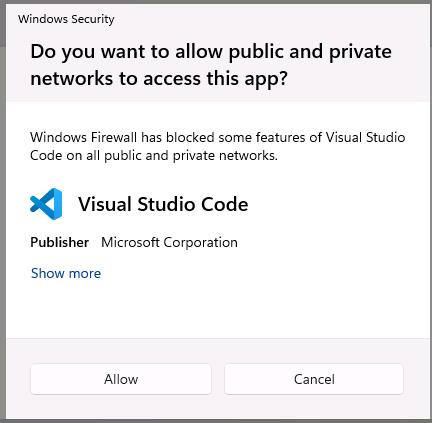 Windows Security
Do you want to allow public and private
networks to access this app?
Windows Firewall has blocked some features of Visual Studio
Code on all public and private networks.
Visual Studio Code
Publisher Microsoft Corporation
Show more
Allow
Cancel